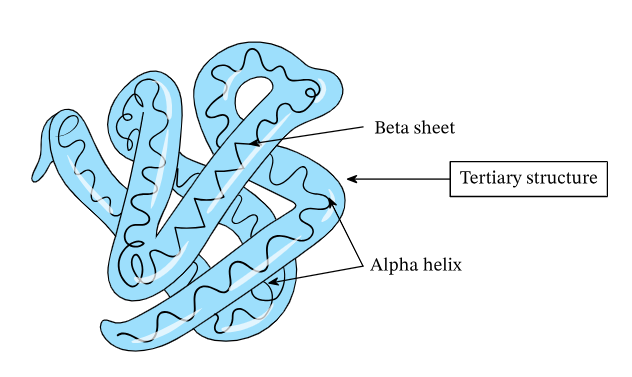 Beta sheet
Tertiary structure
Alpha helix